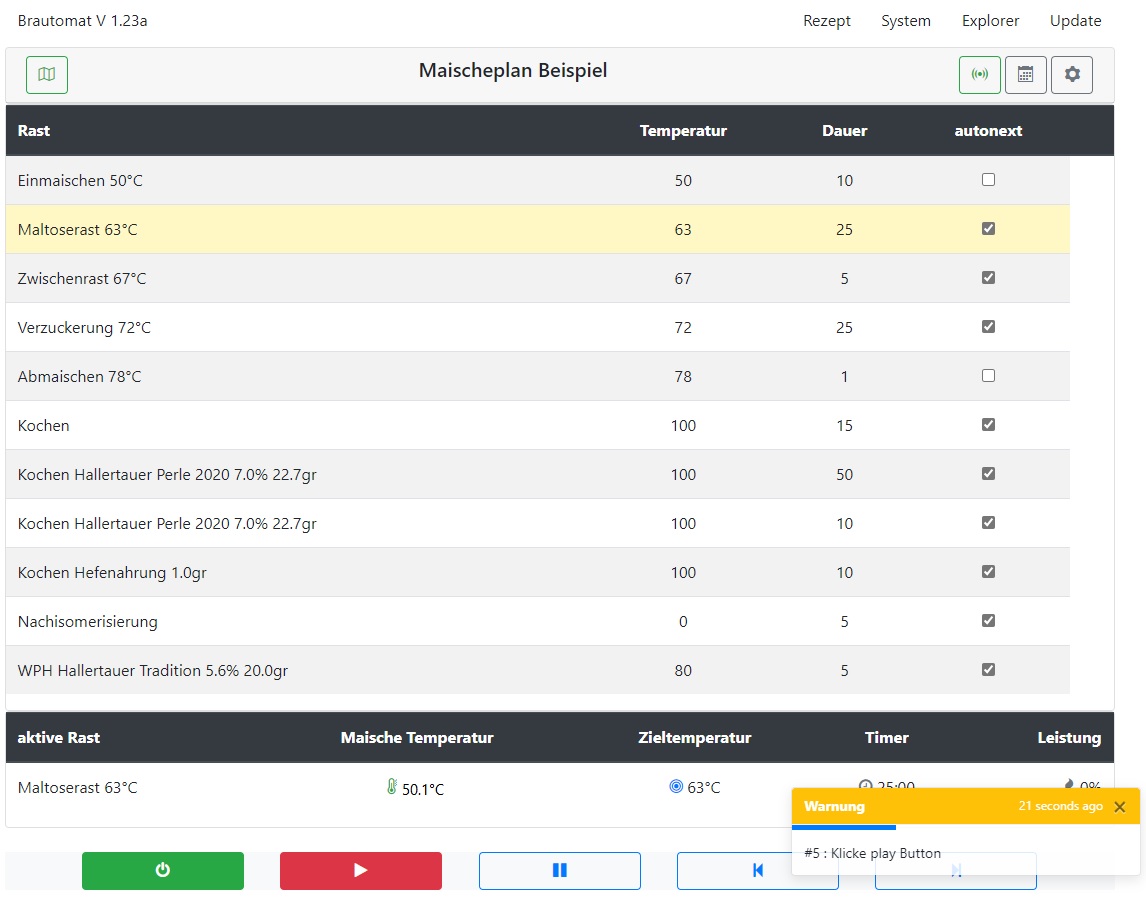 Brautomat V 1.23a Rezept System Explorer Update
Maischeplan Beispiel
Rast Temperatur Dauer autonext
Einmaischen 50°C 50 10
Maltoserast 63°C 63 25
Zwischenrast 67°C 67 5
Verzuckerung 72°C 72 25
Abmaischen 78°C 78 1
Kochen 100 15
Kochen Hallertauer Perle 2020 7.0% 22.7gr 100 50
Kochen Hallertauer Perle 2020 7.0% 22.7gr 100 10
Kochen Hefenahrung 1.0gr 100 10
Nachisomerisierung 0 5
WPH Hallertauer Tradition 5.6% 20.0gr 80 5
aktive Rast Maische Temperatur Zieltemperatur Timer Leistung
Maltoserast 63°C 50.1°C 63°C 25:00 0%
Warnung 21 seconds ago
#5 : Klicke play Button